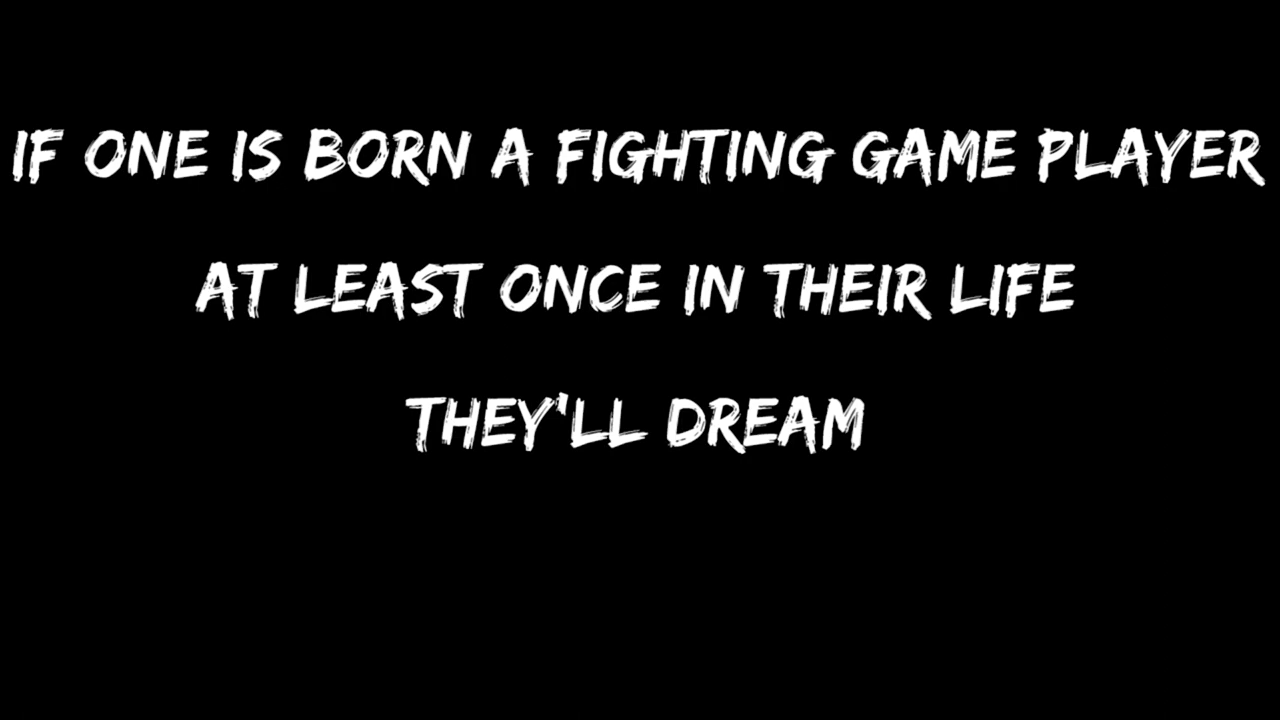 IF ONE IS BORN A FIGHTING GAME PLAYER
AT LEAST ONCE IN THEIR LIFE
THEY'LL DREAM